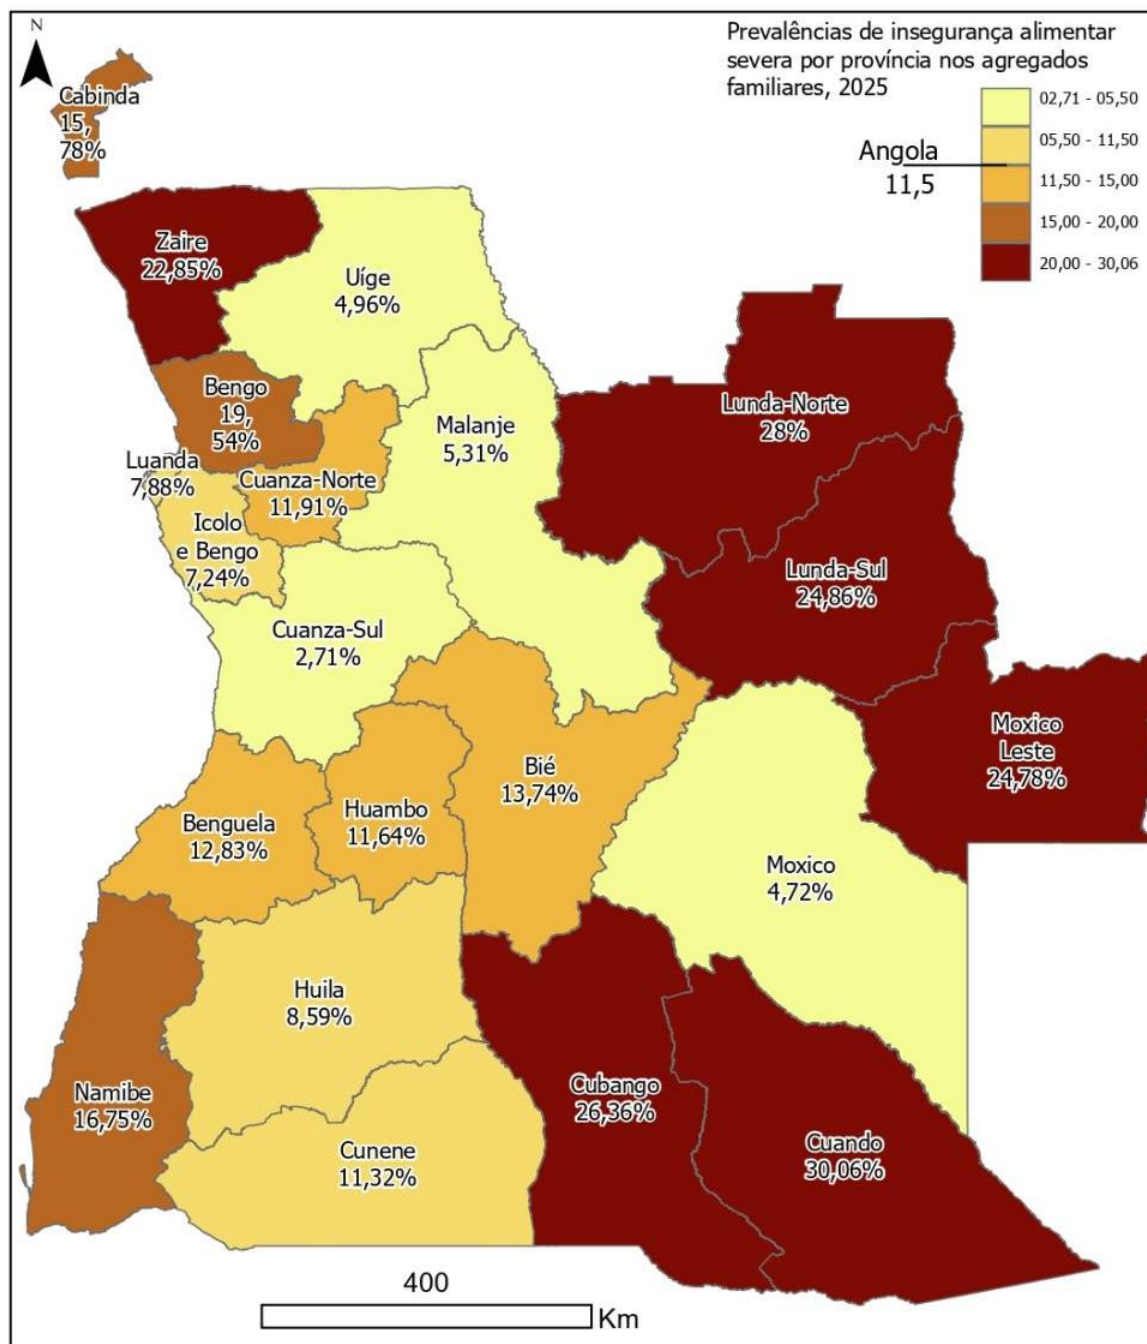 N
Prevalências de insegurança alimentar
severa por província nos agregados
familiares, 2025
02,71 - 05,50
05,50 - 11,50
11,50 - 15,00
15,00 - 20,00
20,00 - 30,06
Angola
11,5
Cabinda
15,
78%
Zaire
22,85%
Uíge
4,96%
Bengo
19,
54%
Lunda-Norte
28%
Malanje
5,31%
Luanda
7,88%
Cuanza-Norte
11,91%
Icolo
e Bengo
7,24%
Lunda-Sul
24,86%
Cuanza-Sul
2,71%
Moxico
Leste
24,78%
Bié
13,74%
Huambo
11,64%
Benguela
12,83%
Moxico
4,72%
Huila
8,59%
Cubango
26,36%
Namibe
16,75%
Cunene
11,32%
Cuando
30,06%
400
Km